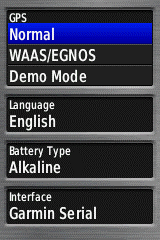 GPS
Normal
WAAS/EGNOS
Demo Mode
Language
English
Battery Type
Alkaline
Interface
Garmin Serial